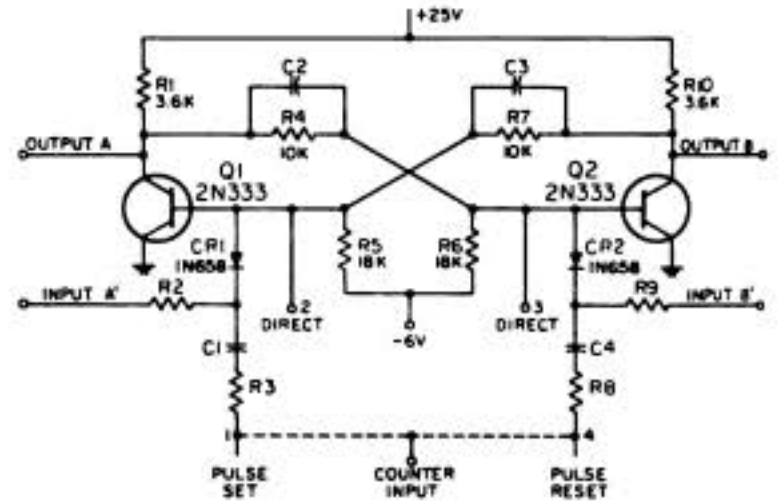 +25V
R1
3.6K
C2
R4
10K
C3
R7
10K
R10
3.6K
OUTPUT A
Q1
2N333
Q2
2N333
OUTPUT B
CR1
IN658
R5
18K
R6
18K
CR2
IN658
INPUT A'
R2
2
DIRECT
-6V
3
DIRECT
R9
INPUT B'
C1
C4
R3
R8
1
4
PULSE
SET
COUNTER
INPUT
PULSE
RESET